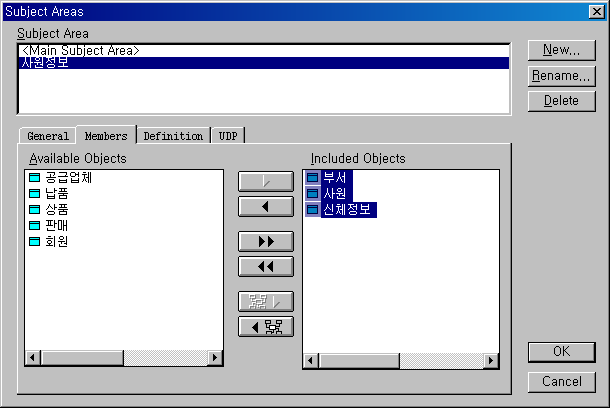 Subject Areas
Subject Area
<Main Subject Area>
사원정보
New...
Rename...
Delete
General Members Definition UDP
Available Objects
공급업체
납품
상품
판매
회원
Included Objects
부서
사원
신체정보
OK
Cancel